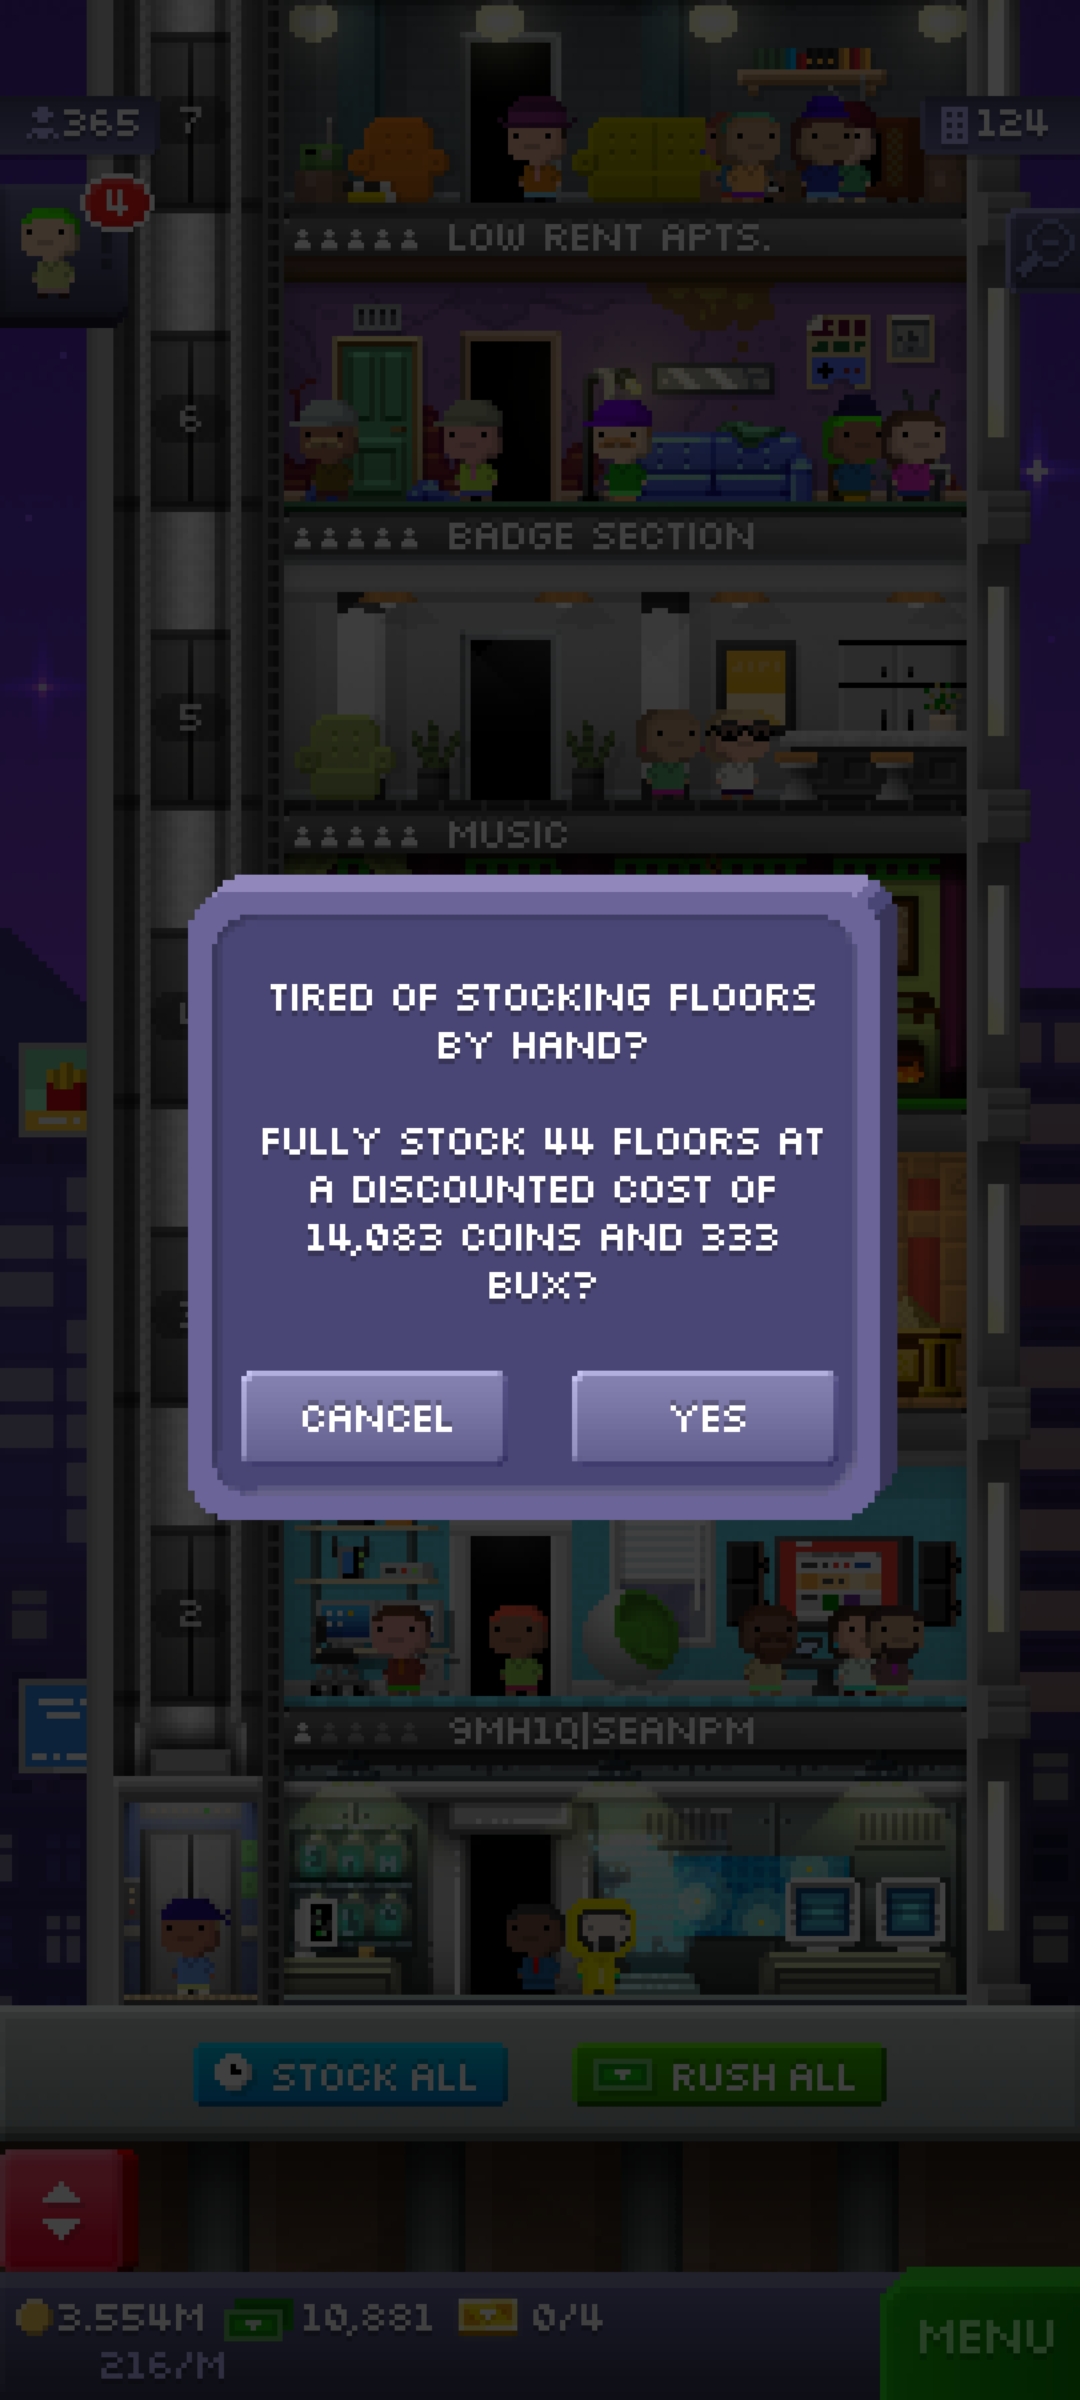 365
7
124
4
LOW RENT APTS.
6
BADGE SECTION
5
MUSIC
TIRED OF STOCKING FLOORS
BY HAND?
FULLY STOCK 44 FLOORS AT
A DISCOUNTED COST OF
14,083 COINS AND 333
BUX?
CANCEL
YES
2
9MH1Q|SEANPM
STOCK ALL
RUSH ALL
3.554M
10,881
0/4
216/M
MENU